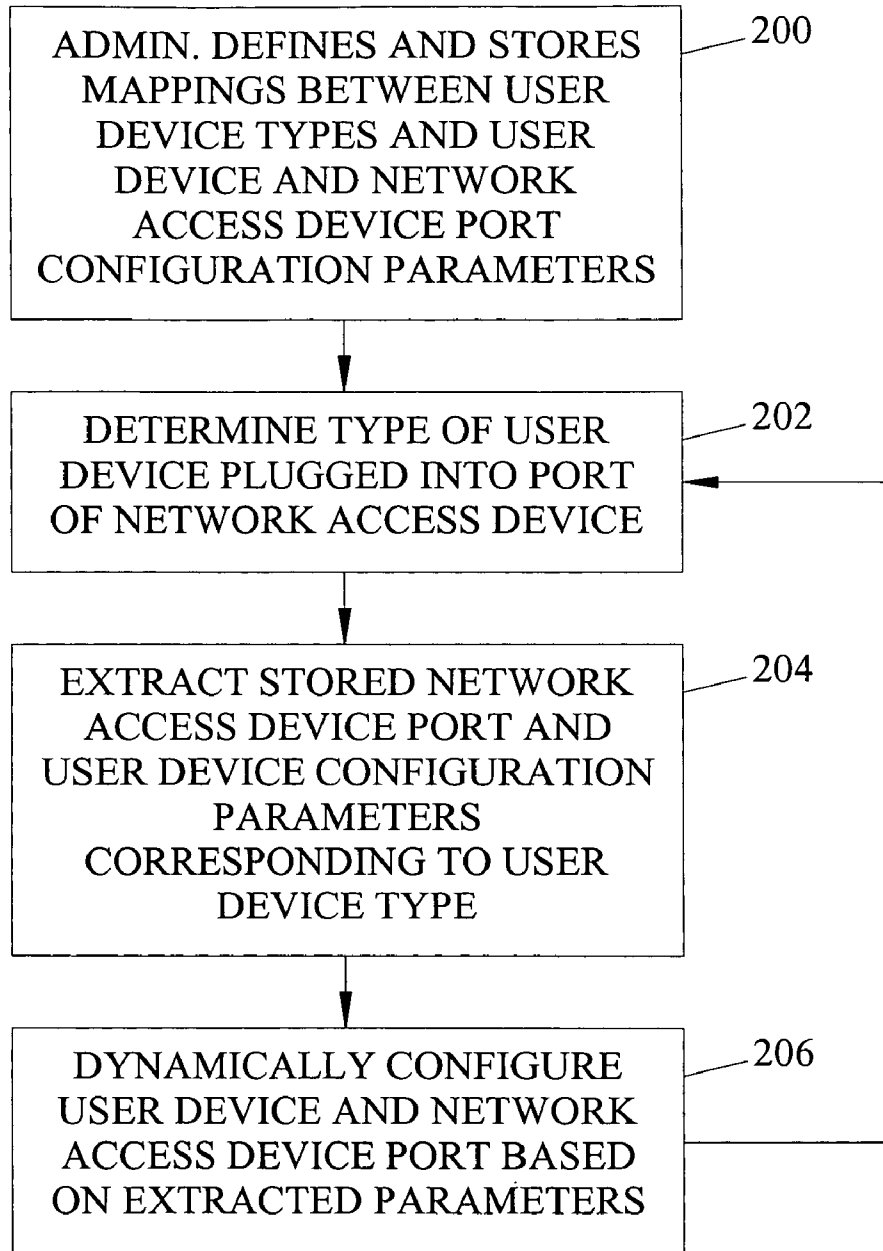 ADMIN. DEFINES AND STORES
MAPPINGS BETWEEN USER
DEVICE TYPES AND USER
DEVICE AND NETWORK
ACCESS DEVICE PORT
CONFIGURATION PARAMETERS
200
DETERMINE TYPE OF USER
DEVICE PLUGGED INTO PORT
OF NETWORK ACCESS DEVICE
202
EXTRACT STORED NETWORK
ACCESS DEVICE PORT AND
USER DEVICE CONFIGURATION
PARAMETERS
CORRESPONDING TO USER
DEVICE TYPE
204
DYNAMICALLY CONFIGURE
USER DEVICE AND NETWORK
ACCESS DEVICE PORT BASED
ON EXTRACTED PARAMETERS
206